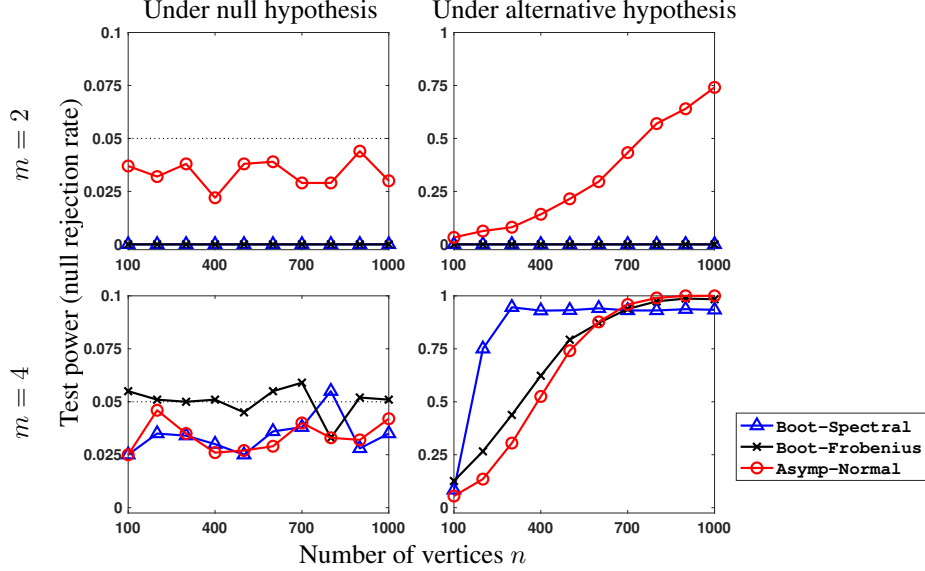 Under null hypothesis Under alternative hypothesis
m = 2
Test power (null rejection rate)
0.1
0.075
0.05
0.025
0
100 400 700 1000
1
0.75
0.5
0.25
0
100 400 700 1000
m = 4
0.1
0.075
0.05
0.025
0
100 400 700 1000
1
0.75
0.5
0.25
0
100 400 700 1000
Boot-Spectral
Boot-Frobenius
Asymp-Normal
Number of vertices n